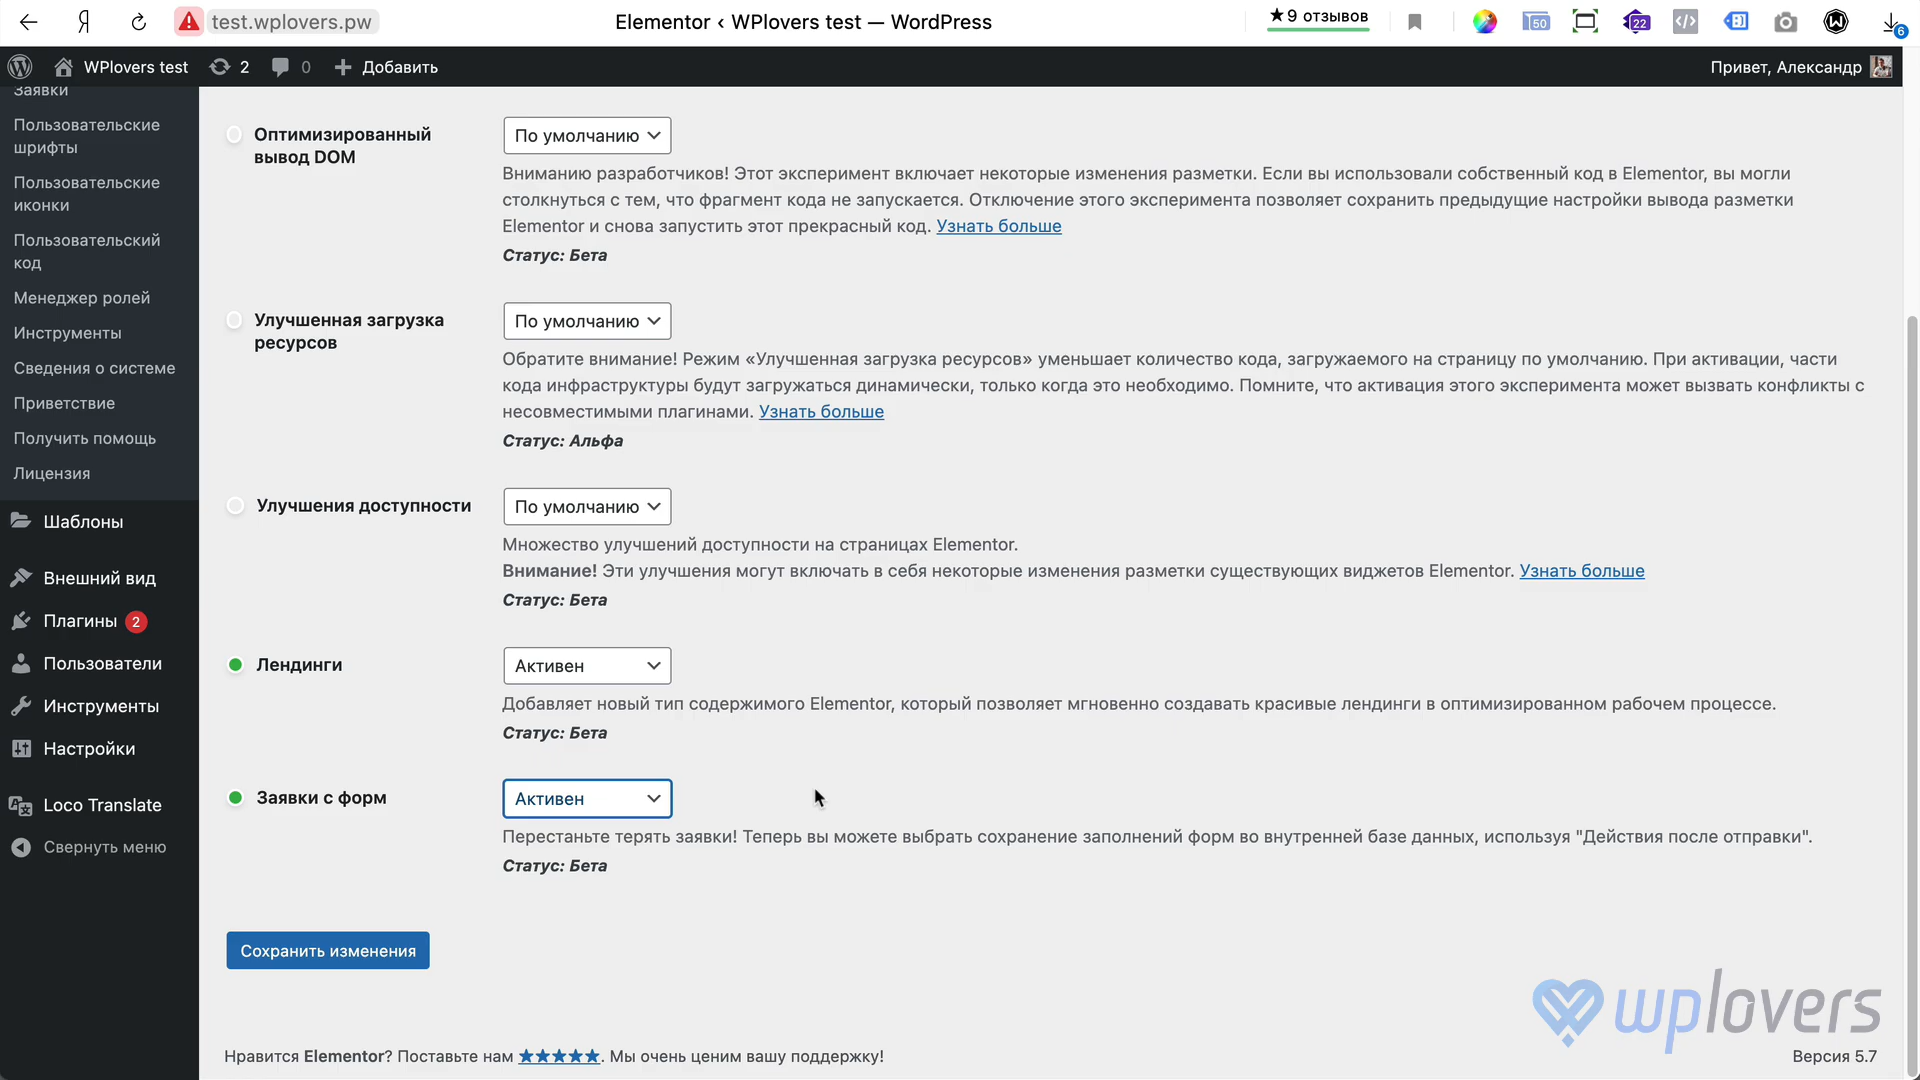 test.wplovers.pw
Elementor ‹ WPlovers test — WordPress
★9 отзывов
50
22
6
WPlovers test
2
0
Добавить
Привет, Александр
Заявки
Пользовательские
шрифты
Пользовательские
иконки
Пользовательский
код
Менеджер ролей
Инструменты
Сведения о системе
Приветствие
Получить помощь
Лицензия
Шаблоны
Внешний вид
Плагины 2
Пользователи
Инструменты
Настройки
Loco Translate
Свернуть меню
Оптимизированный
вывод DOM
По умолчанию
Вниманию разработчиков! Этот эксперимент включает некоторые изменения разметки. Если вы использовали собственный код в Elementor, вы могли
столкнуться с тем, что фрагмент кода не запускается. Отключение этого эксперимента позволяет сохранить предыдущие настройки вывода разметки
Elementor и снова запустить этот прекрасный код. Узнать больше
Статус: Бета
Улучшенная загрузка
ресурсов
По умолчанию
Обратите внимание! Режим «Улучшенная загрузка ресурсов» уменьшает количество кода, загружаемого на страницу по умолчанию. При активации, части
кода инфраструктуры будут загружаться динамически, только когда это необходимо. Помните, что активация этого эксперимента может вызвать конфликты с
несовместимыми плагинами. Узнать больше
Статус: Альфа
Улучшения доступности
По умолчанию
Множество улучшений доступности на страницах Elementor.
Внимание! Эти улучшения могут включать в себя некоторые изменения разметки существующих виджетов Elementor. Узнать больше
Статус: Бета
Лендинги
Активен
Добавляет новый тип содержимого Elementor, который позволяет мгновенно создавать красивые лендинги в оптимизированном рабочем процессе.
Статус: Бета
Заявки с форм
Активен
Перестаньте терять заявки! Теперь вы можете выбрать сохранение заполнений форм во внутренней базе данных, используя "Действия после отправки".
Статус: Бета
Сохранить изменения
wplovers
Нравится Elementor? Поставьте нам ★★★★★. Мы очень ценим вашу поддержку!
Версия 5.7